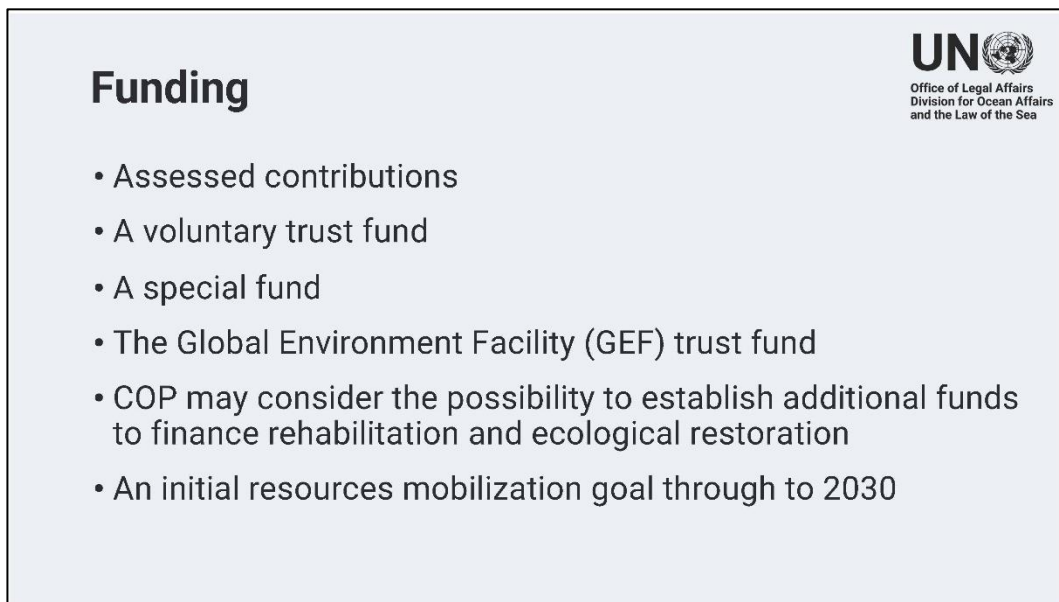 Funding
UN
Office of Legal Affairs
Division for Ocean Affairs
and the Law of the Sea
• Assessed contributions
• A voluntary trust fund
• A special fund
• The Global Environment Facility (GEF) trust fund
• COP may consider the possibility to establish additional funds
to finance rehabilitation and ecological restoration
• An initial resources mobilization goal through to 2030